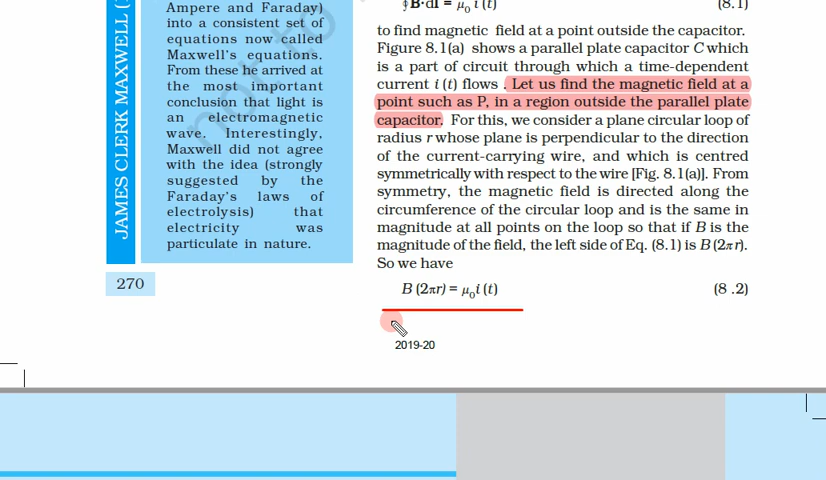 JAMES CLERK MAXWELL (
Ampere and Faraday)
into a consistent set of
equations now called
Maxwell's equations.
From these he arrived at
the most important
conclusion that light is
an electromagnetic
wave. Interestingly,
Maxwell did not agree
with the idea (strongly
suggested by the
Faraday's laws of
electrolysis) that
electricity was
particulate in nature.
270
∮B·dl = μ₀ i (t) (8.1)
to find magnetic field at a point outside the capacitor.
Figure 8.1(a) shows a parallel plate capacitor C which
is a part of circuit through which a time-dependent
current i (t) flows . Let us find the magnetic field at a
point such as P, in a region outside the parallel plate
capacitor. For this, we consider a plane circular loop of
radius r whose plane is perpendicular to the direction
of the current-carrying wire, and which is centred
symmetrically with respect to the wire [Fig. 8.1(a)]. From
symmetry, the magnetic field is directed along the
circumference of the circular loop and is the same in
magnitude at all points on the loop so that if B is the
magnitude of the field, the left side of Eq. (8.1) is B (2πr).
So we have
B (2πr) = μ₀i (t) (8 .2)
2019-20